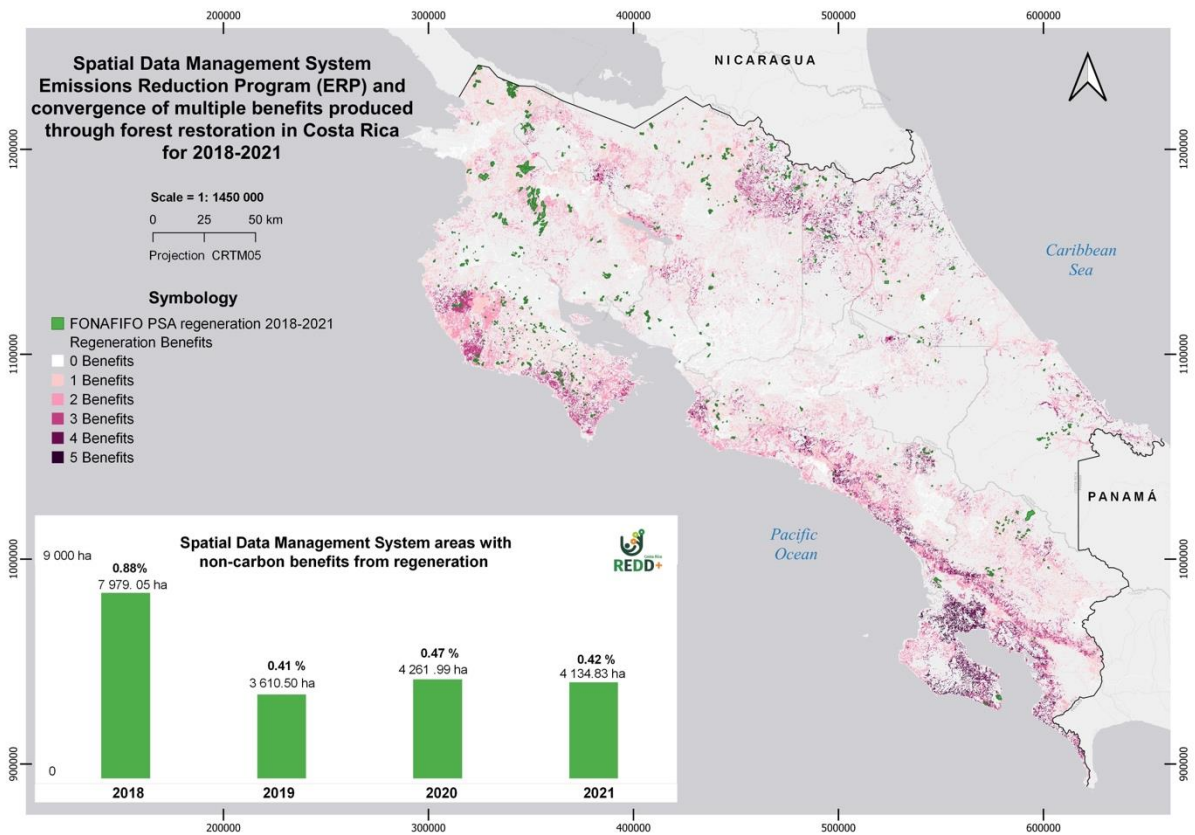 200000 300000 400000 500000 600000
Spatial Data Management System
Emissions Reduction Program (ERP) and
convergence of multiple benefits produced
through forest restoration in Costa Rica
for 2018-2021
Scale = 1: 1450 000
0 25 50 km
Projection CRTM05
Symbology
FONAFIFO PSA regeneration 2018-2021
Regeneration Benefits
0 Benefits
1 Benefits
2 Benefits
3 Benefits
4 Benefits
5 Benefits
NICARAGUA
Caribbean
Sea
PANAMÁ
Pacific
Ocean
1200000
1100000
1000000
900000
1200000
1100000
1000000
900000
Spatial Data Management System areas with
non-carbon benefits from regeneration
Costa Rica
REDD+
9 000 ha
0
0.88%
7 979. 05 ha
0.41 %
3 610.50 ha
0.47 %
4 261 .99 ha
0.42 %
4 134.83 ha
2018 2019 2020 2021
200000 300000 400000 500000 600000